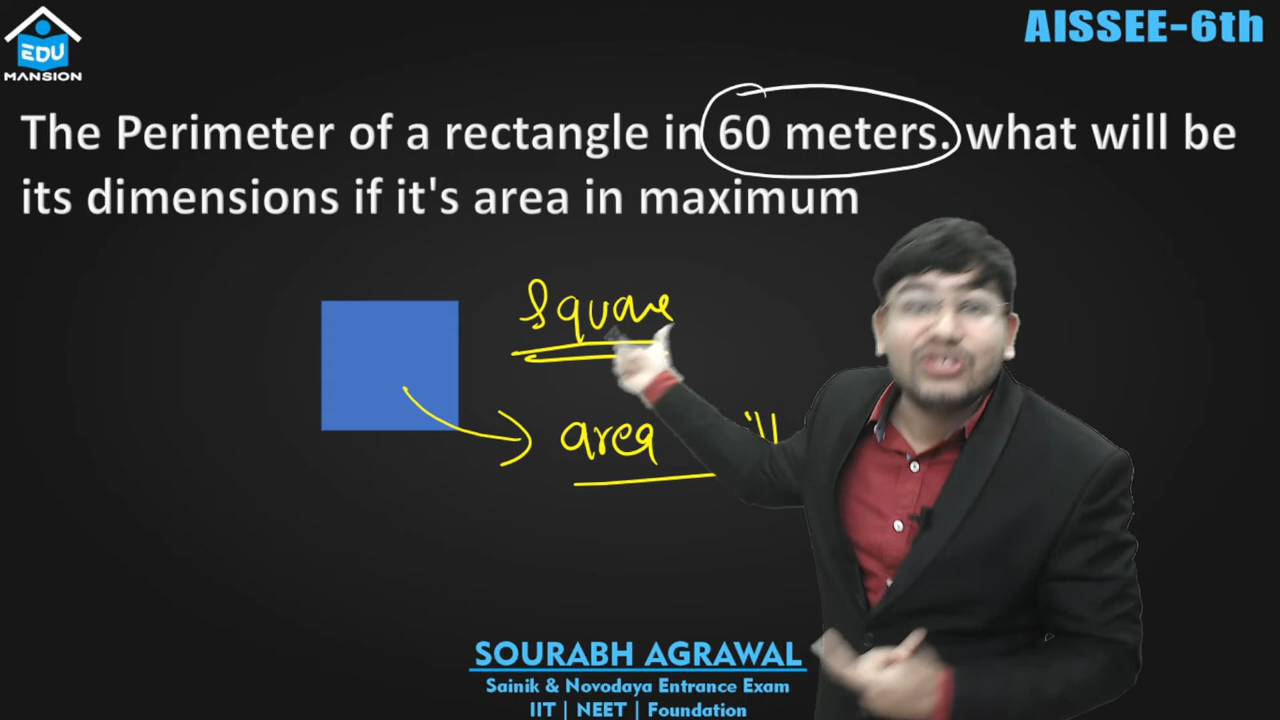 EDU
MANSION
AISSEE-6th
The Perimeter of a rectangle in 60 meters. what will be
its dimensions if it's area in maximum
Square
area
SOURABH AGRAWAL
Sainik & Novodaya Entrance Exam
IIT | NEET | Foundation